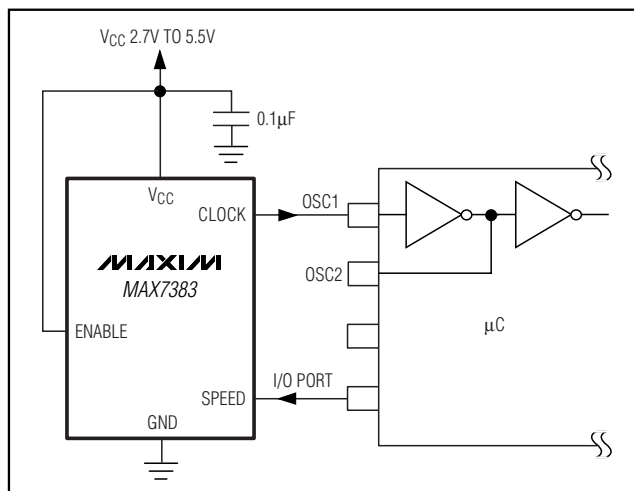 VCC 2.7V TO 5.5V
0.1µF
VCC
CLOCK
OSC1
MAXIM
MAX7383
OSC2
ENABLE
µC
I/O PORT
SPEED
GND